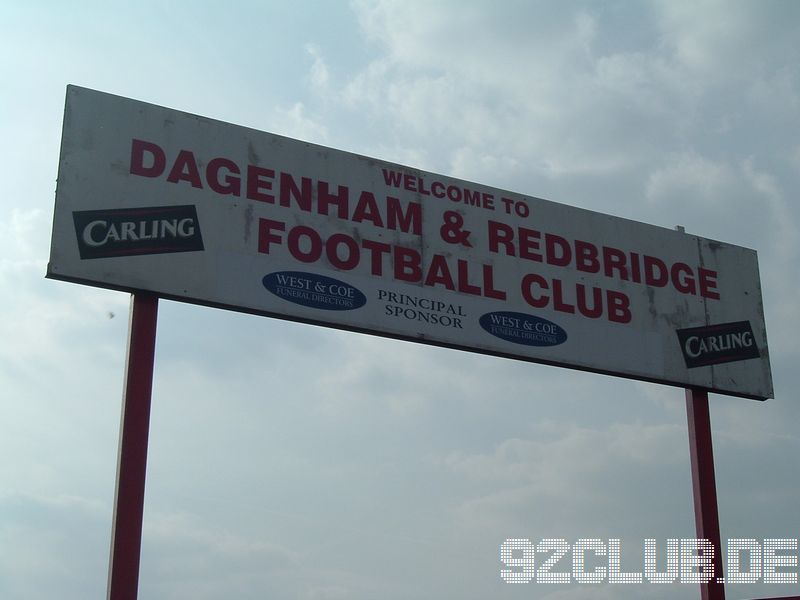 WELCOME TO
DAGENHAM & REDBRIDGE
FOOTBALL CLUB
CARLING
WEST & COE
FUNERAL DIRECTORS
PRINCIPAL
SPONSOR
WEST & COE
FUNERAL DIRECTORS
CARLING
92CLUB.DE